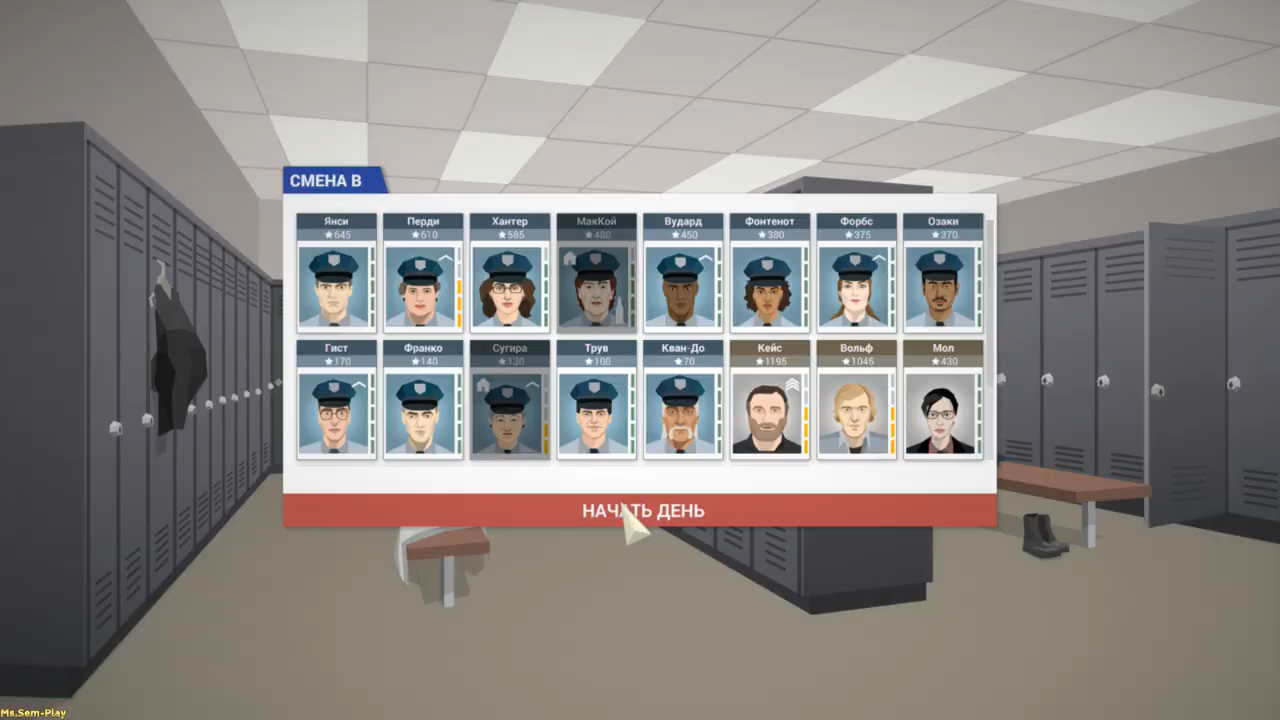 СМЕНА B
Янси Перди Хантер МакКой Вудард Фонтенот Форбс Озаки
★645 ★610 ★585 ★480 ★450 ★380 ★375 ★370
Гист Франко Сугира Трув Кван-До Кейс Вольф Мол
★170 ★140 ★130 ★100 ★70 ★1195 ★1045 ★430
НАЧАТЬ ДЕНЬ
Ms.Sem-Play